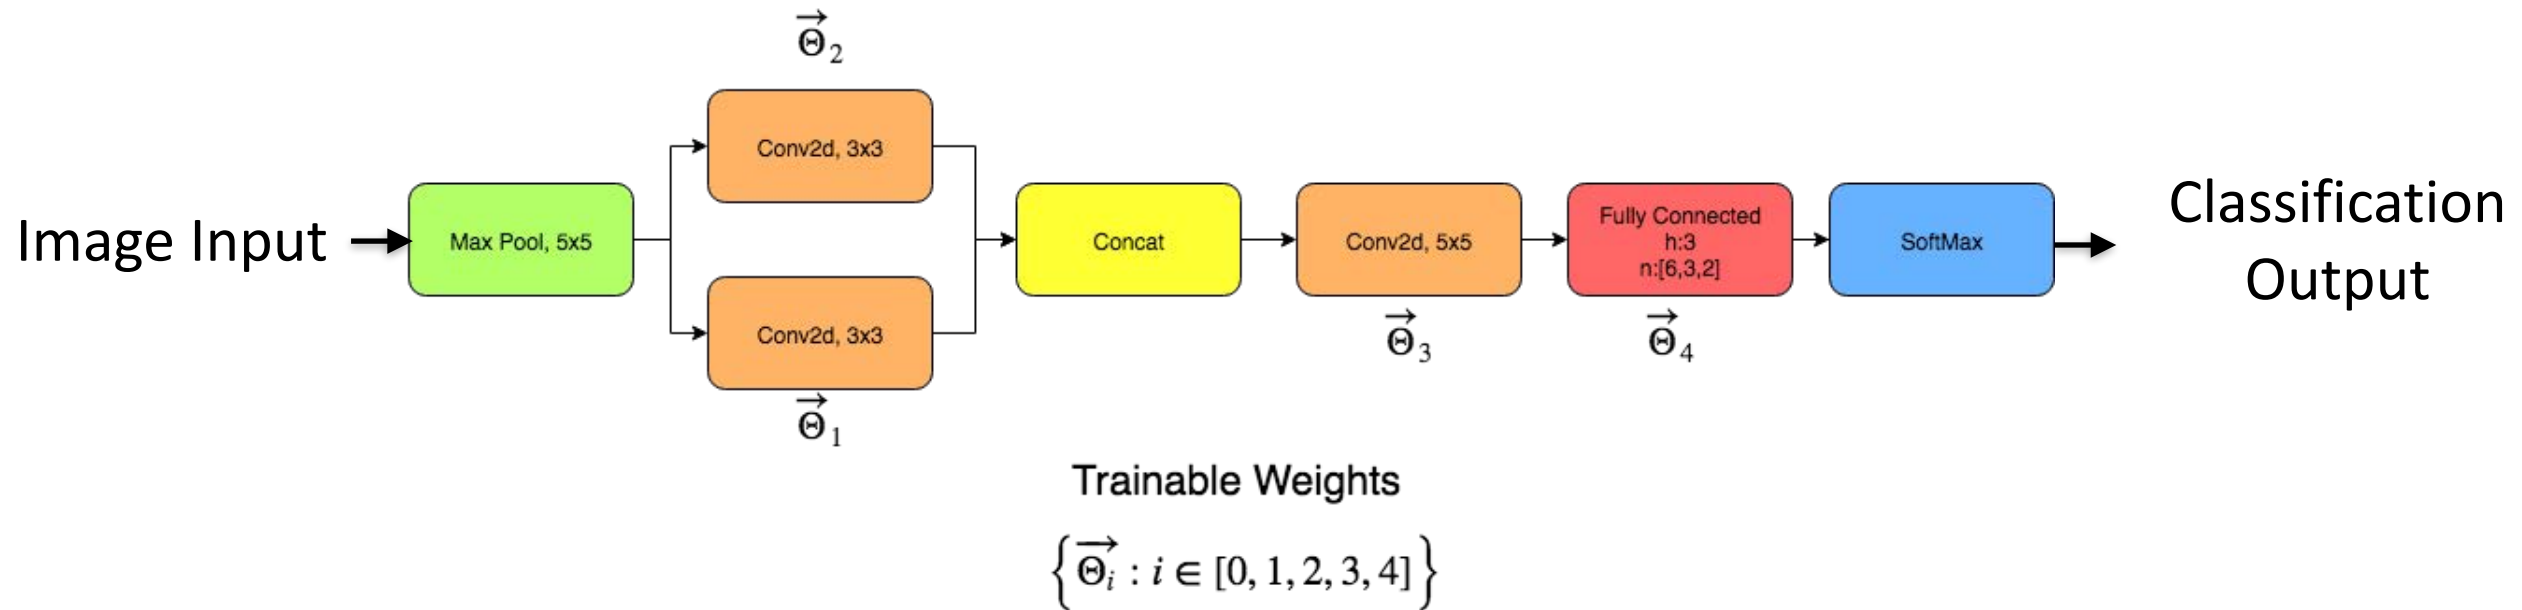 Θ⃗₂
Conv2d, 3x3
Image Input
Max Pool, 5x5
Conv2d, 3x3
Θ⃗₁
Concat
Conv2d, 5x5
Θ⃗₃
Fully Connected
h:3
n:[6,3,2]
Θ⃗₄
SoftMax
Classification
Output
Trainable Weights
{Θ⃗ᵢ : i ∈ [0, 1, 2, 3, 4]}